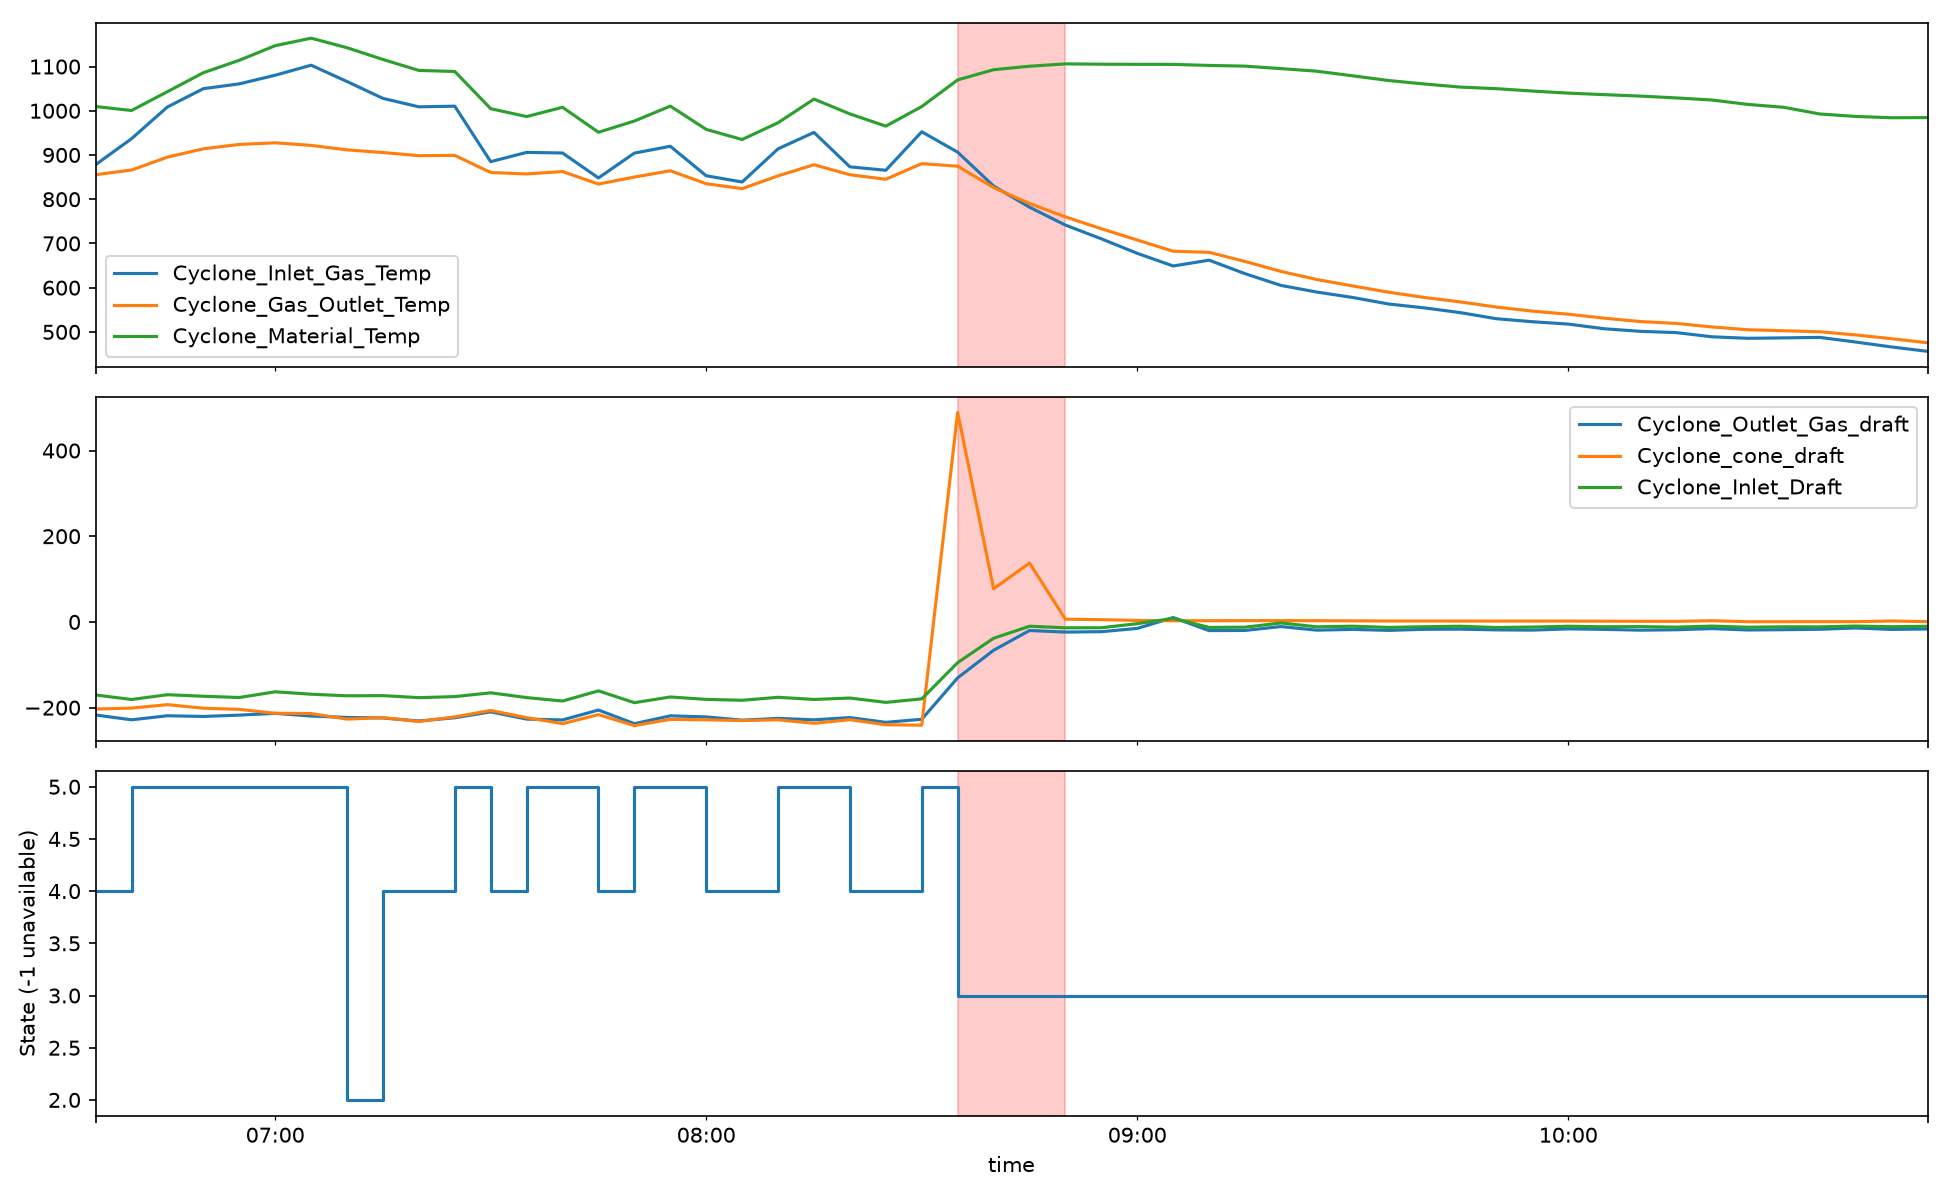 1100
1000
900
800
700
600
500
Cyclone_Inlet_Gas_Temp
Cyclone_Gas_Outlet_Temp
Cyclone_Material_Temp
400
200
0
−200
Cyclone_Outlet_Gas_draft
Cyclone_cone_draft
Cyclone_Inlet_Draft
State (-1 unavailable)
5.0
4.5
4.0
3.5
3.0
2.5
2.0
07:00 08:00 09:00 10:00
time